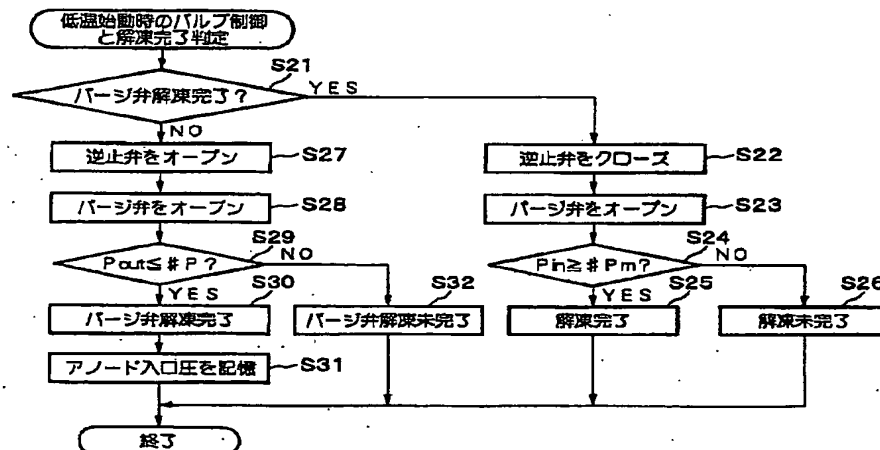 低温始動時のバルブ制御
と解凍完了判定
S21
パージ弁解凍完了？
YES
NO
逆止弁をオープン
S27
逆止弁をクローズ
S22
パージ弁をオープン
S28
パージ弁をオープン
S23
S29
Pout≦#P？
NO
S24
Pin≧#Pm？
NO
YES
S30
パージ弁解凍完了
S32
パージ弁解凍未完了
YES
S25
解凍完了
S26
解凍未完了
アノード入口圧を記憶
S31
終了